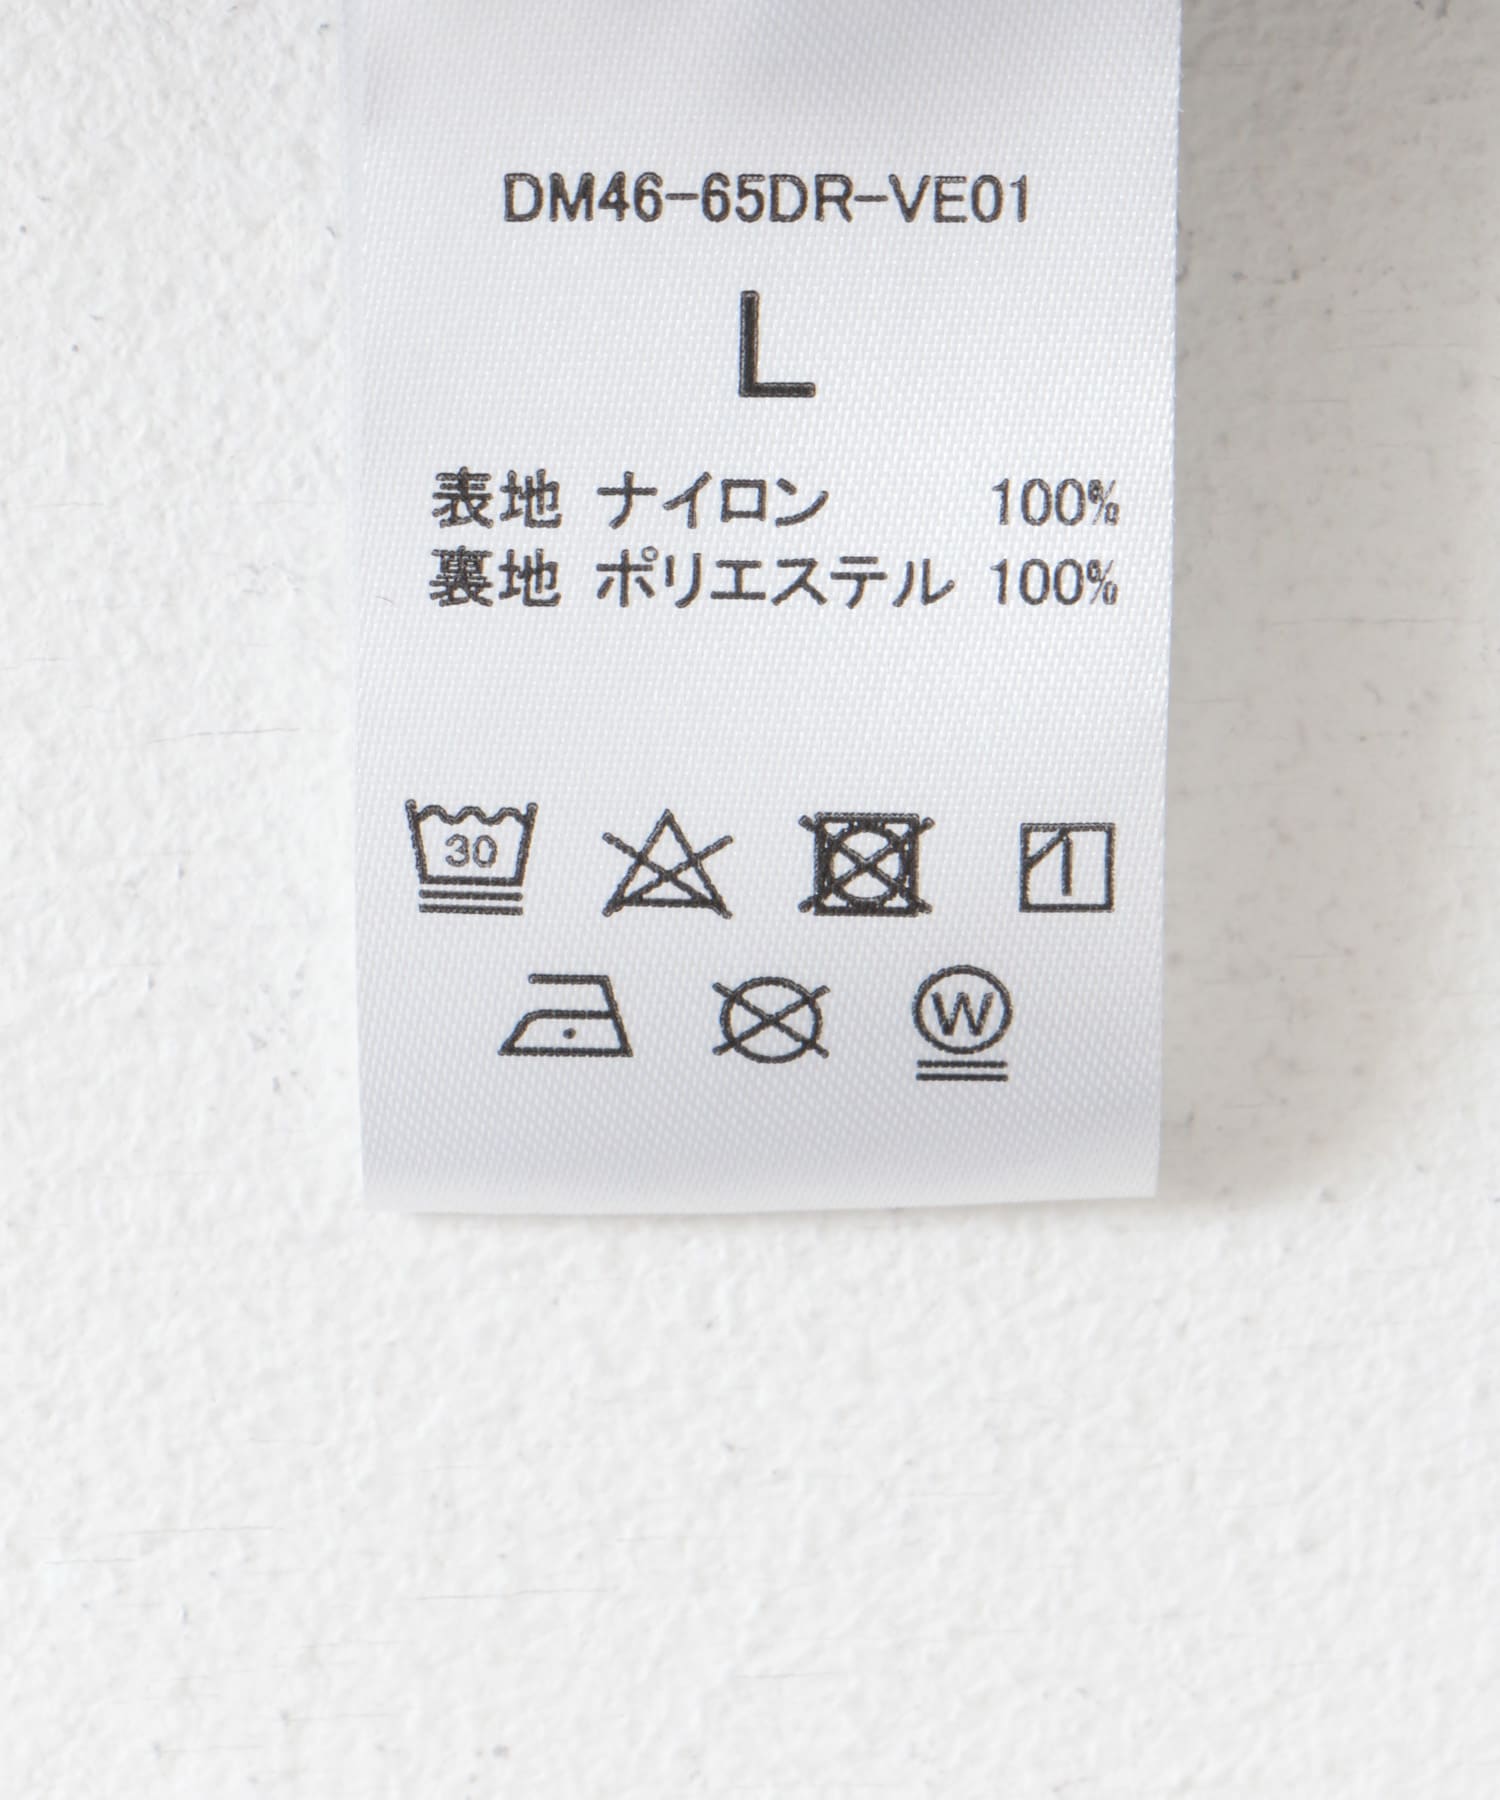 DM46-65DR-VE01
L
表地 ナイロン 100%
裏地 ポリエステル 100%
30
W